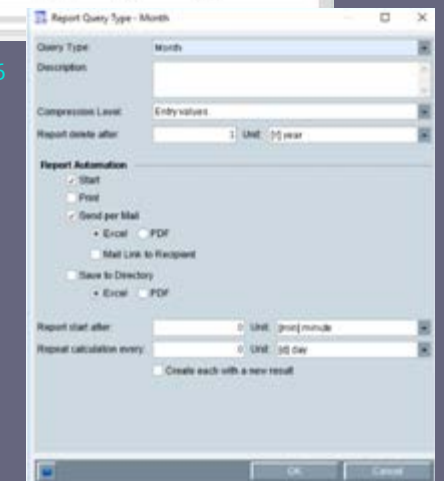 Report Query Type - Month
5
Query Type: Month
Description:
Compression Level: Entry values
Report delete after: 1 Unit: [Y] year
Report Automation
Start
Print
Send per Mail
Excel PDF
Mail Link to Recipient
Save to Directory
Excel PDF
Report start after: 0 Unit: [min] minute
Repeat calculation every: 0 Unit: [d] day
Create each with a new result
OK Cancel